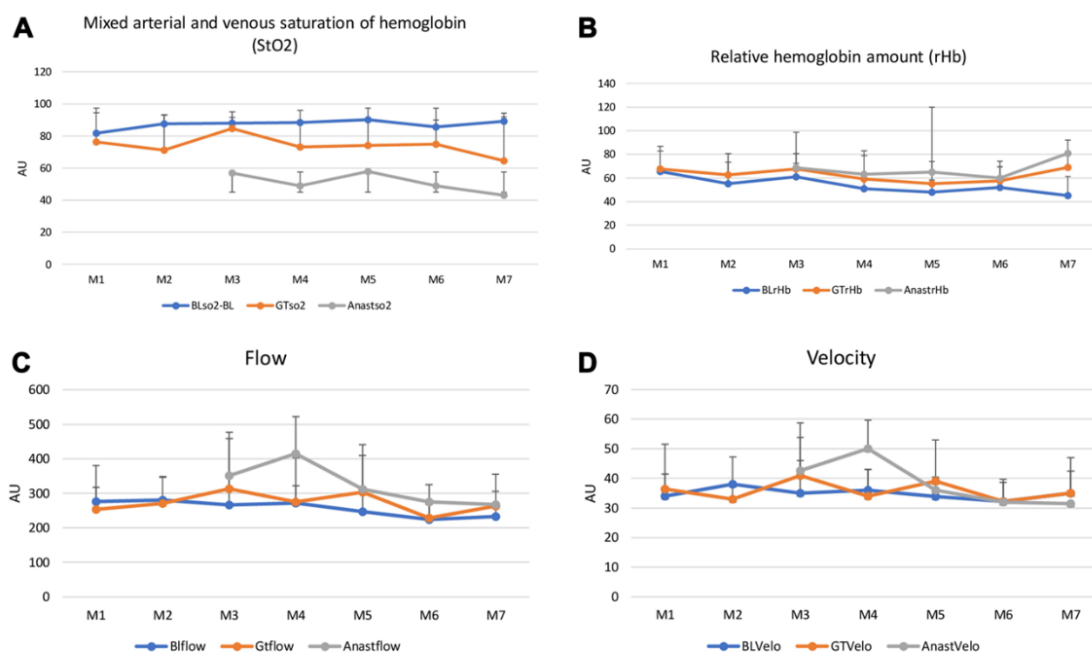 A
Mixed arterial and venous saturation of hemoglobin
(StO2)
120
100
80
60
40
20
0
AU
M1 M2 M3 M4 M5 M6 M7
BLso2-BL GTso2 Anastso2
B
Relative hemoglobin amount (rHb)
140
120
100
80
60
40
20
0
AU
M1 M2 M3 M4 M5 M6 M7
BLrHb GTrHb AnastrHb
C
Flow
600
500
400
300
200
100
0
AU
M1 M2 M3 M4 M5 M6 M7
Blflow Gtflow Anastflow
D
Velocity
70
60
50
40
30
20
10
0
AU
M1 M2 M3 M4 M5 M6 M7
BLVelo GTVelo AnastVelo